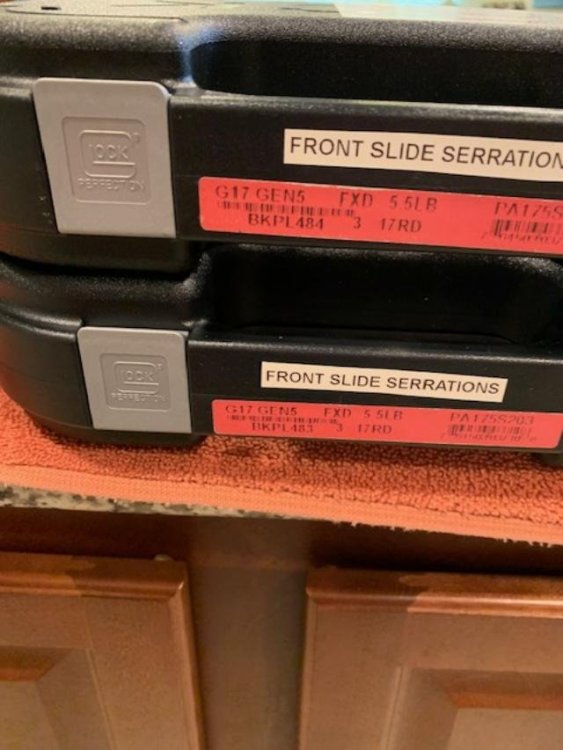 GLOCK
PERFECTION
FRONT SLIDE SERRATION
G17 GEN5 FXD 5.5LB PA175S
BKPL484 3 17RD
GLOCK
PERFECTION
FRONT SLIDE SERRATIONS
G17 GEN5 FXD 5.5LB PA175S203
BKPL483 3 17RD